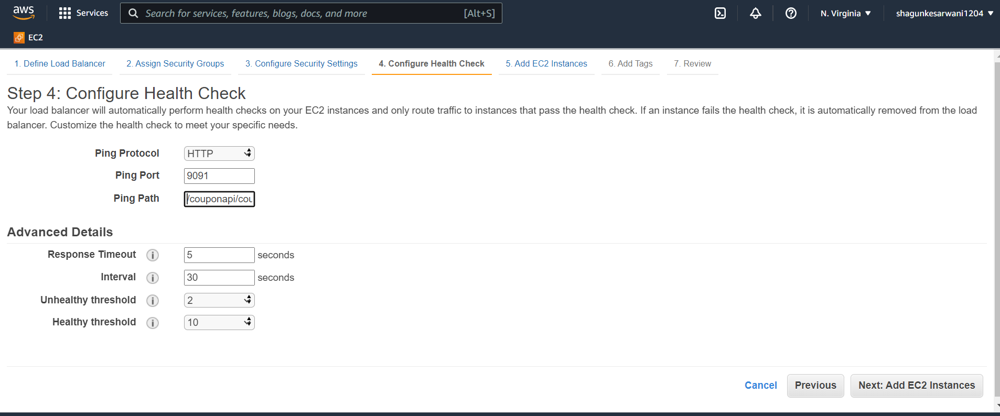 aws
Services
Search for services, features, blogs, docs, and more [Alt+S]
N. Virginia ▼
shagunkesarwani1204 ▼
EC2
1. Define Load Balancer 2. Assign Security Groups 3. Configure Security Settings 4. Configure Health Check 5. Add EC2 Instances 6. Add Tags 7. Review
Step 4: Configure Health Check
Your load balancer will automatically perform health checks on your EC2 instances and only route traffic to instances that pass the health check. If an instance fails the health check, it is automatically removed from the load
balancer. Customize the health check to meet your specific needs.
Ping Protocol HTTP
Ping Port 9091
Ping Path /couponapi/cou
Advanced Details
Response Timeout i 5 seconds
Interval i 30 seconds
Unhealthy threshold i 2
Healthy threshold i 10
Cancel Previous Next: Add EC2 Instances